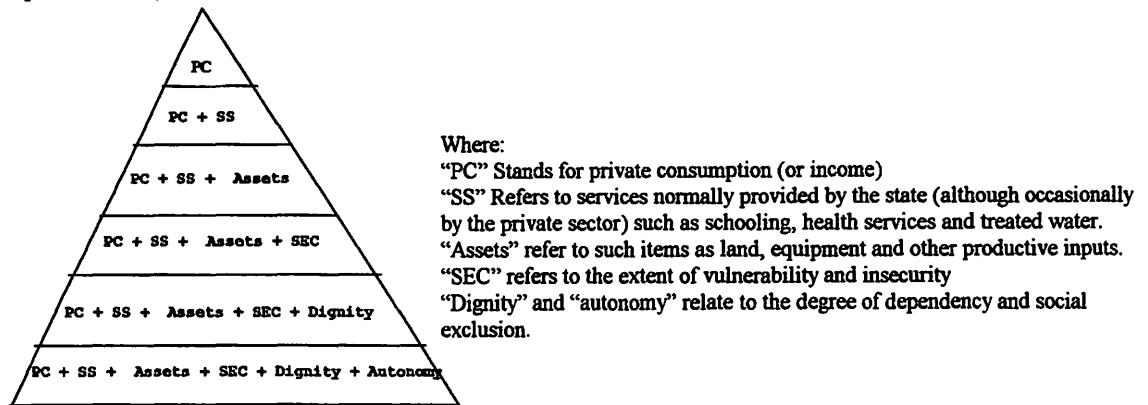 PC
PC + SS
PC + SS + Assets
PC + SS + Assets + SEC
PC + SS + Assets + SEC + Dignity
PC + SS + Assets + SEC + Dignity + Autonomy
Where:
“PC” Stands for private consumption (or income)
“SS” Refers to services normally provided by the state (although occasionally
by the private sector) such as schooling, health services and treated water.
“Assets” refer to such items as land, equipment and other productive inputs.
“SEC” refers to the extent of vulnerability and insecurity
“Dignity” and “autonomy” relate to the degree of dependency and social
exclusion.